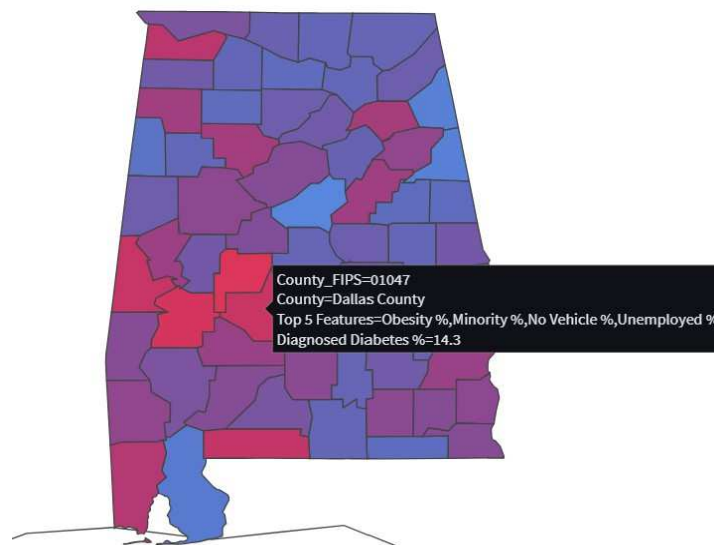 County_FIPS=01047
County=Dallas County
Top 5 Features=Obesity %,Minority %,No Vehicle %,Unemployed %
Diagnosed Diabetes %=14.3